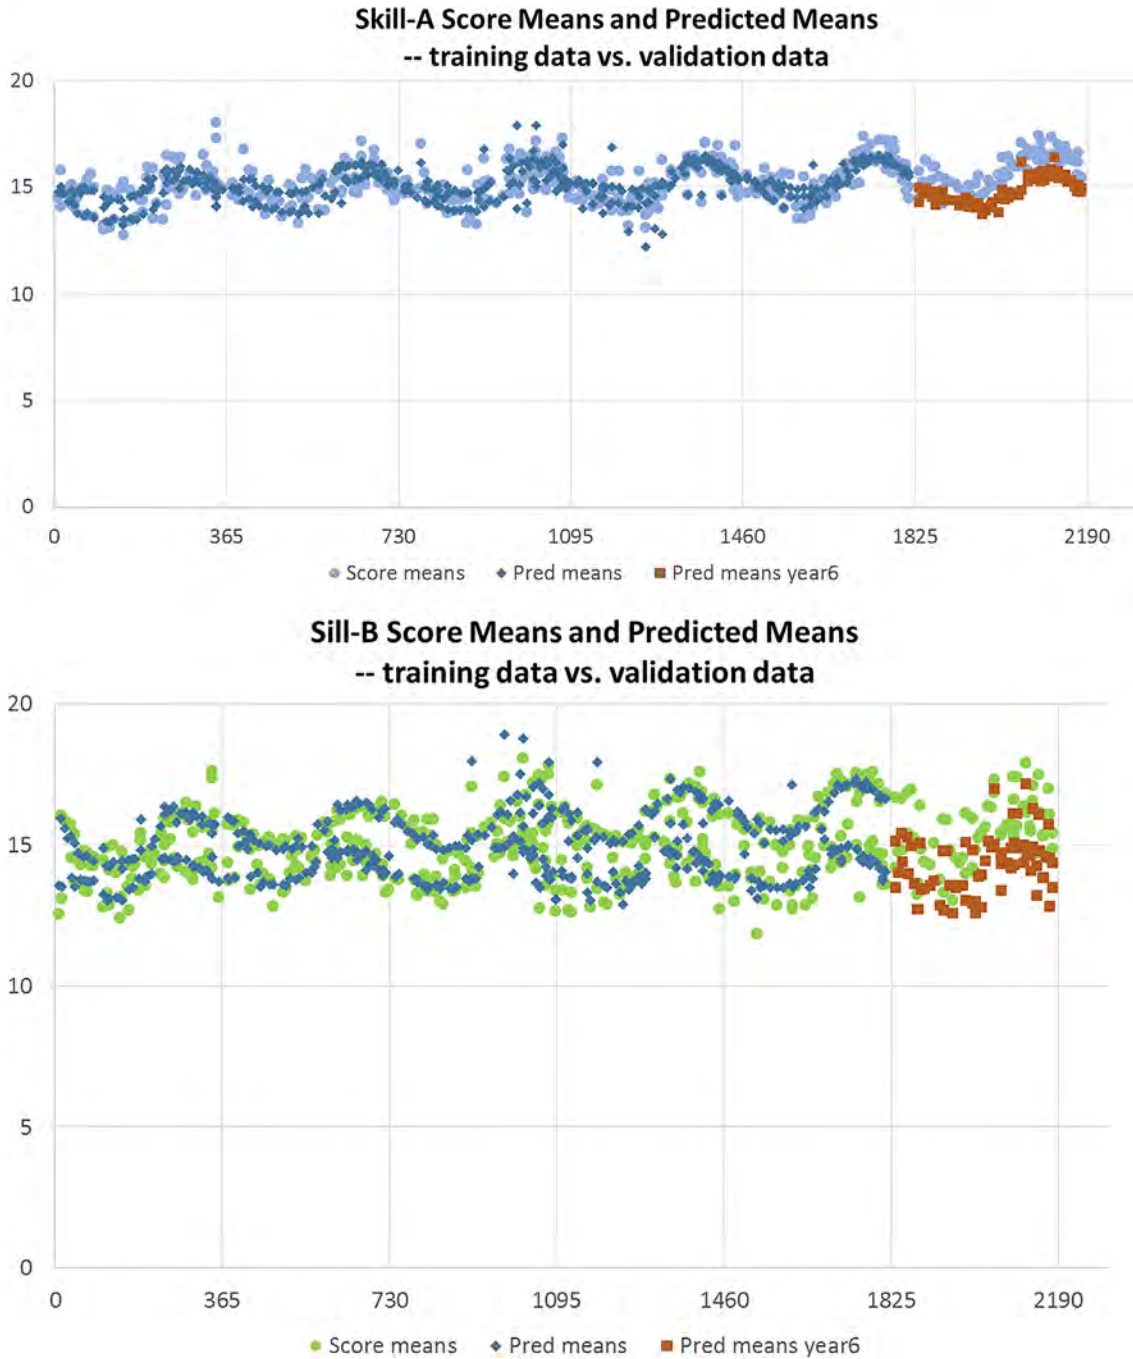 Skill-A Score Means and Predicted Means
-- training data vs. validation data
20
15
10
5
0
0 365 730 1095 1460 1825 2190
Score means Pred means Pred means year6
Sill-B Score Means and Predicted Means
-- training data vs. validation data
20
15
10
5
0
0 365 730 1095 1460 1825 2190
Score means Pred means Pred means year6